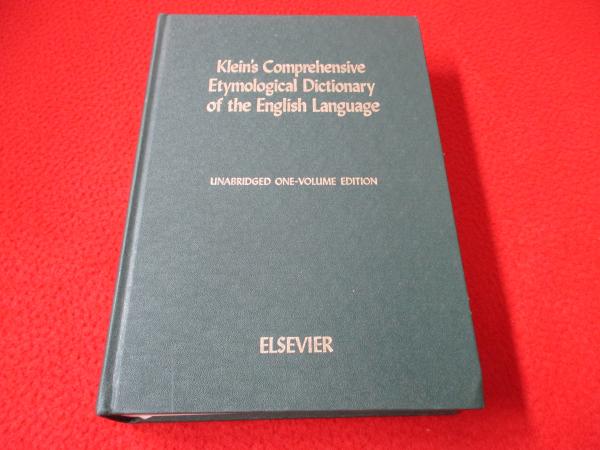 Klein's Comprehensive
Etymological Dictionary
of the English Language
UNABRIDGED ONE-VOLUME EDITION
ELSEVIER